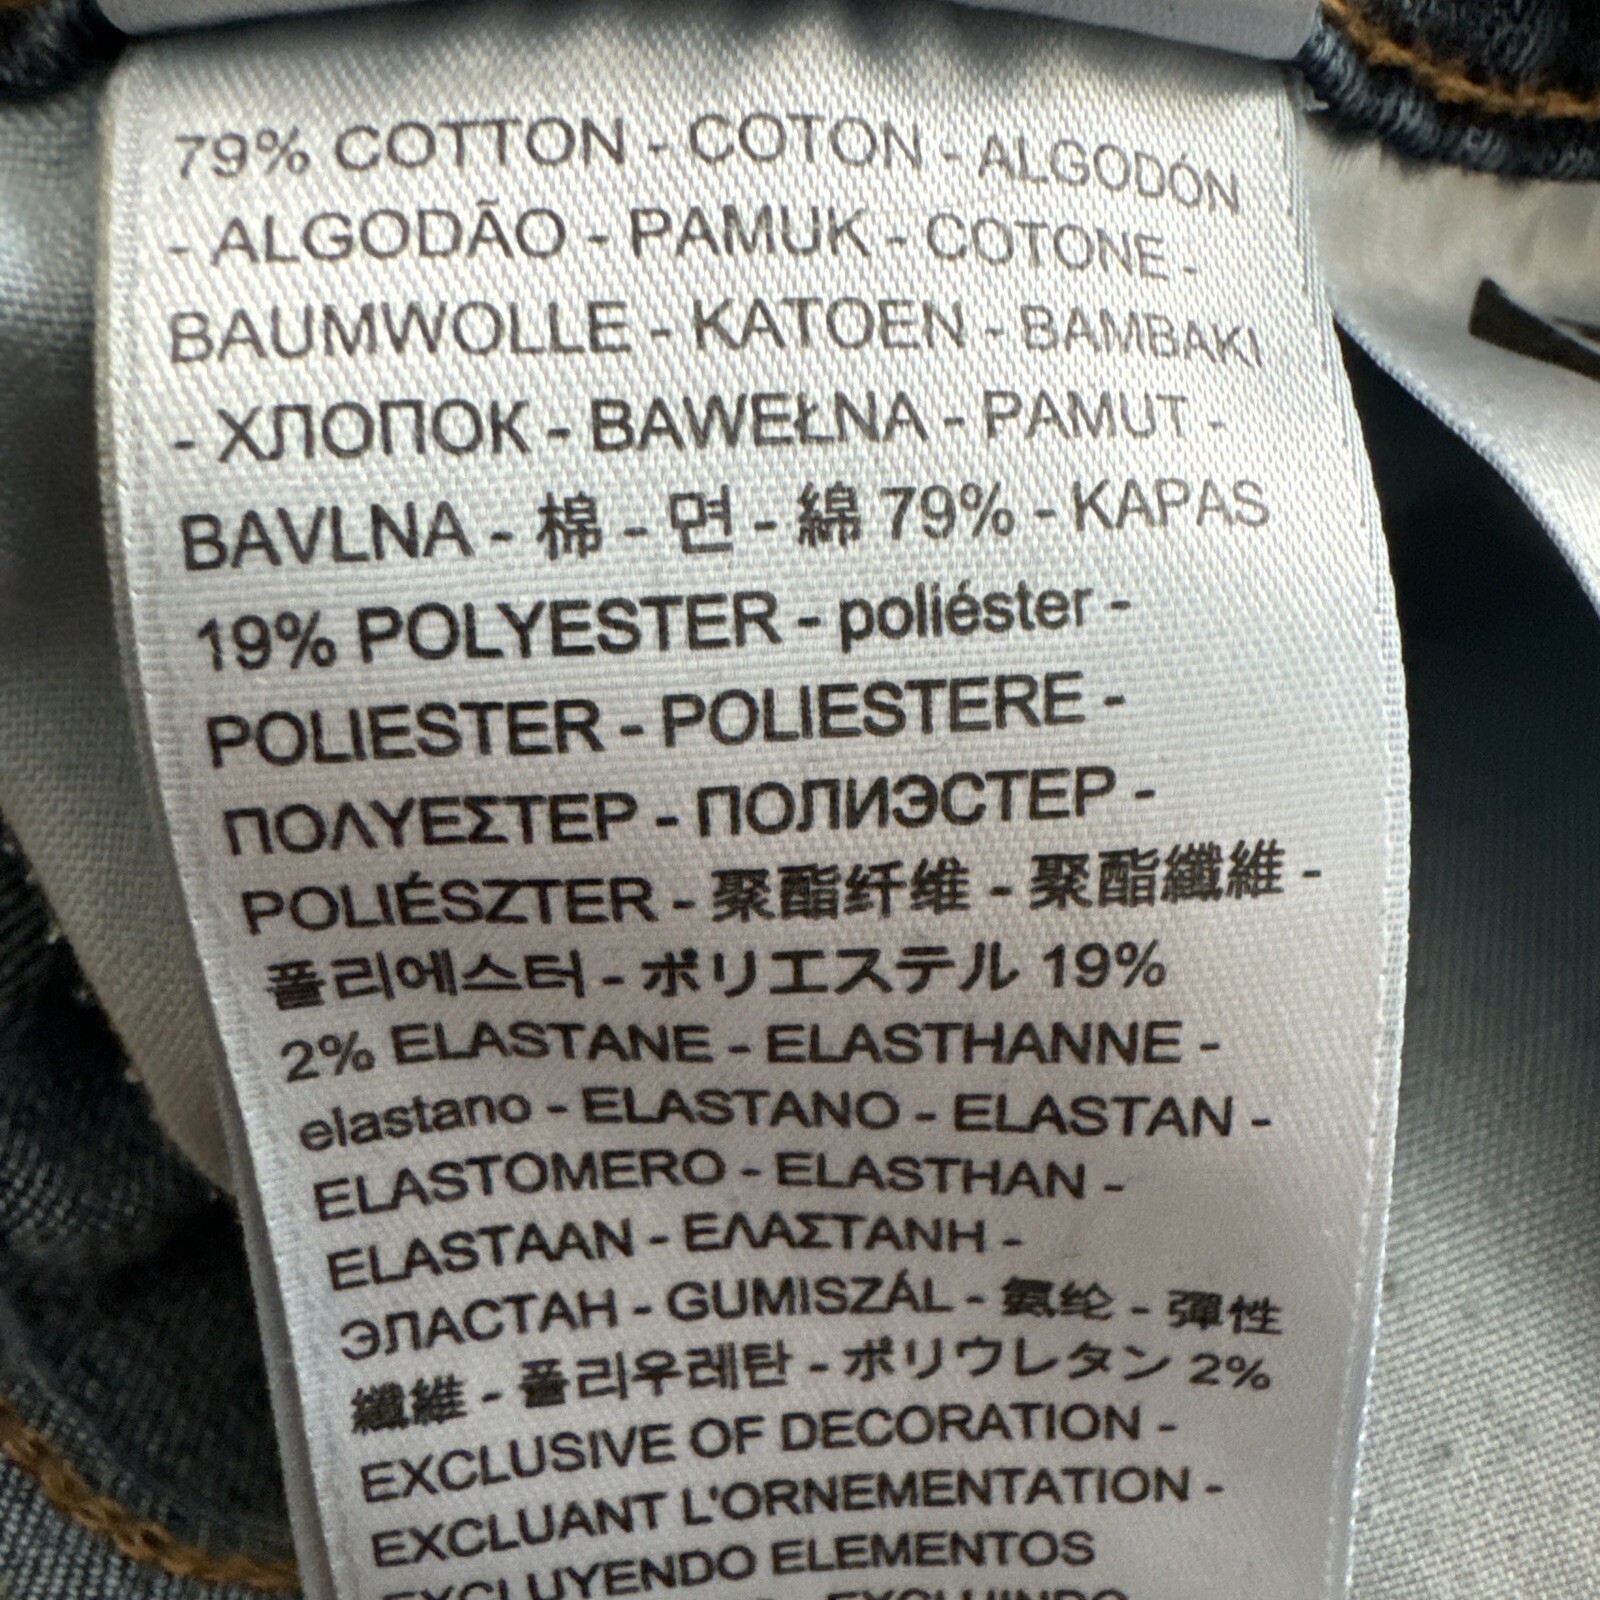 79% COTTON - COTON - ALGODÓN
- ALGODÃO - PAMUK - COTONE -
BAUMWOLLE - KATOEN - BAMBAKI
- ХЛОПОК - BAWEŁNA - PAMUT -
BAVLNA - 棉 - 면 - 綿 79% - KAPAS
19% POLYESTER - poliéster -
POLIESTER - POLIESTERE -
ΠΟΛΥΕΣΤΕΡ - ПОЛИЭСТЕР -
POLIÉSZTER - 聚酯纤维 - 聚酯纖維 -
폴리에스터 - ポリエステル 19%
2% ELASTANE - ELASTHANNE -
elastano - ELASTANO - ELASTAN -
ELASTOMERO - ELASTHAN -
ELASTAAN - ΕΛΑΣΤΑΝΗ -
ЭЛАСТАН - GUMISZÁL - 氨纶 - 彈性
纖維 - 폴리우레탄 - ポリウレタン 2%
EXCLUSIVE OF DECORATION -
EXCLUANT L'ORNEMENTATION -
EXCLUYENDO ELEMENTOS
EXCLUINDO